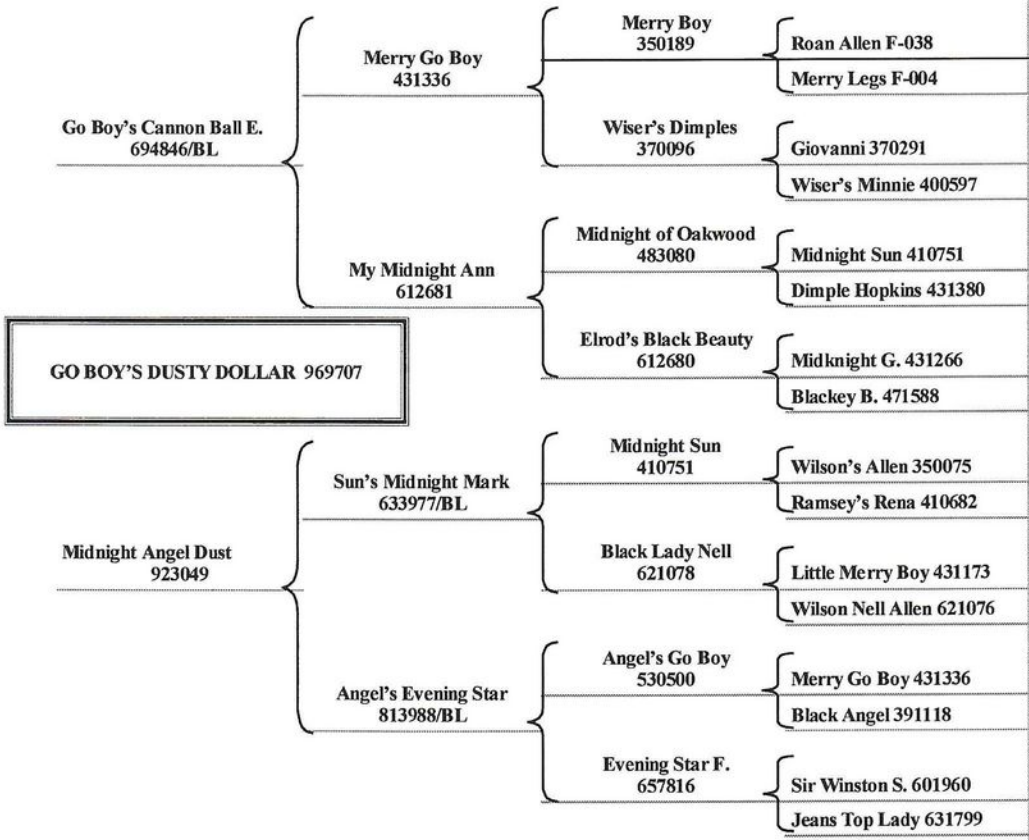 Merry Boy
350189
Roan Allen F-038
Merry Go Boy
431336
Merry Legs F-004
Go Boy's Cannon Ball E.
694846/BL
Wiser's Dimples
370096
Giovanni 370291
Wiser's Minnie 400597
Midnight of Oakwood
483080
Midnight Sun 410751
My Midnight Ann
612681
Dimple Hopkins 431380
Elrod's Black Beauty
612680
Midknight G. 431266
Blackey B. 471588
GO BOY'S DUSTY DOLLAR 969707
Midnight Sun
410751
Wilson's Allen 350075
Sun's Midnight Mark
633977/BL
Ramsey's Rena 410682
Midnight Angel Dust
923049
Black Lady Nell
621078
Little Merry Boy 431173
Wilson Nell Allen 621076
Angel's Go Boy
530500
Merry Go Boy 431336
Angel's Evening Star
813988/BL
Black Angel 391118
Evening Star F.
657816
Sir Winston S. 601960
Jeans Top Lady 631799